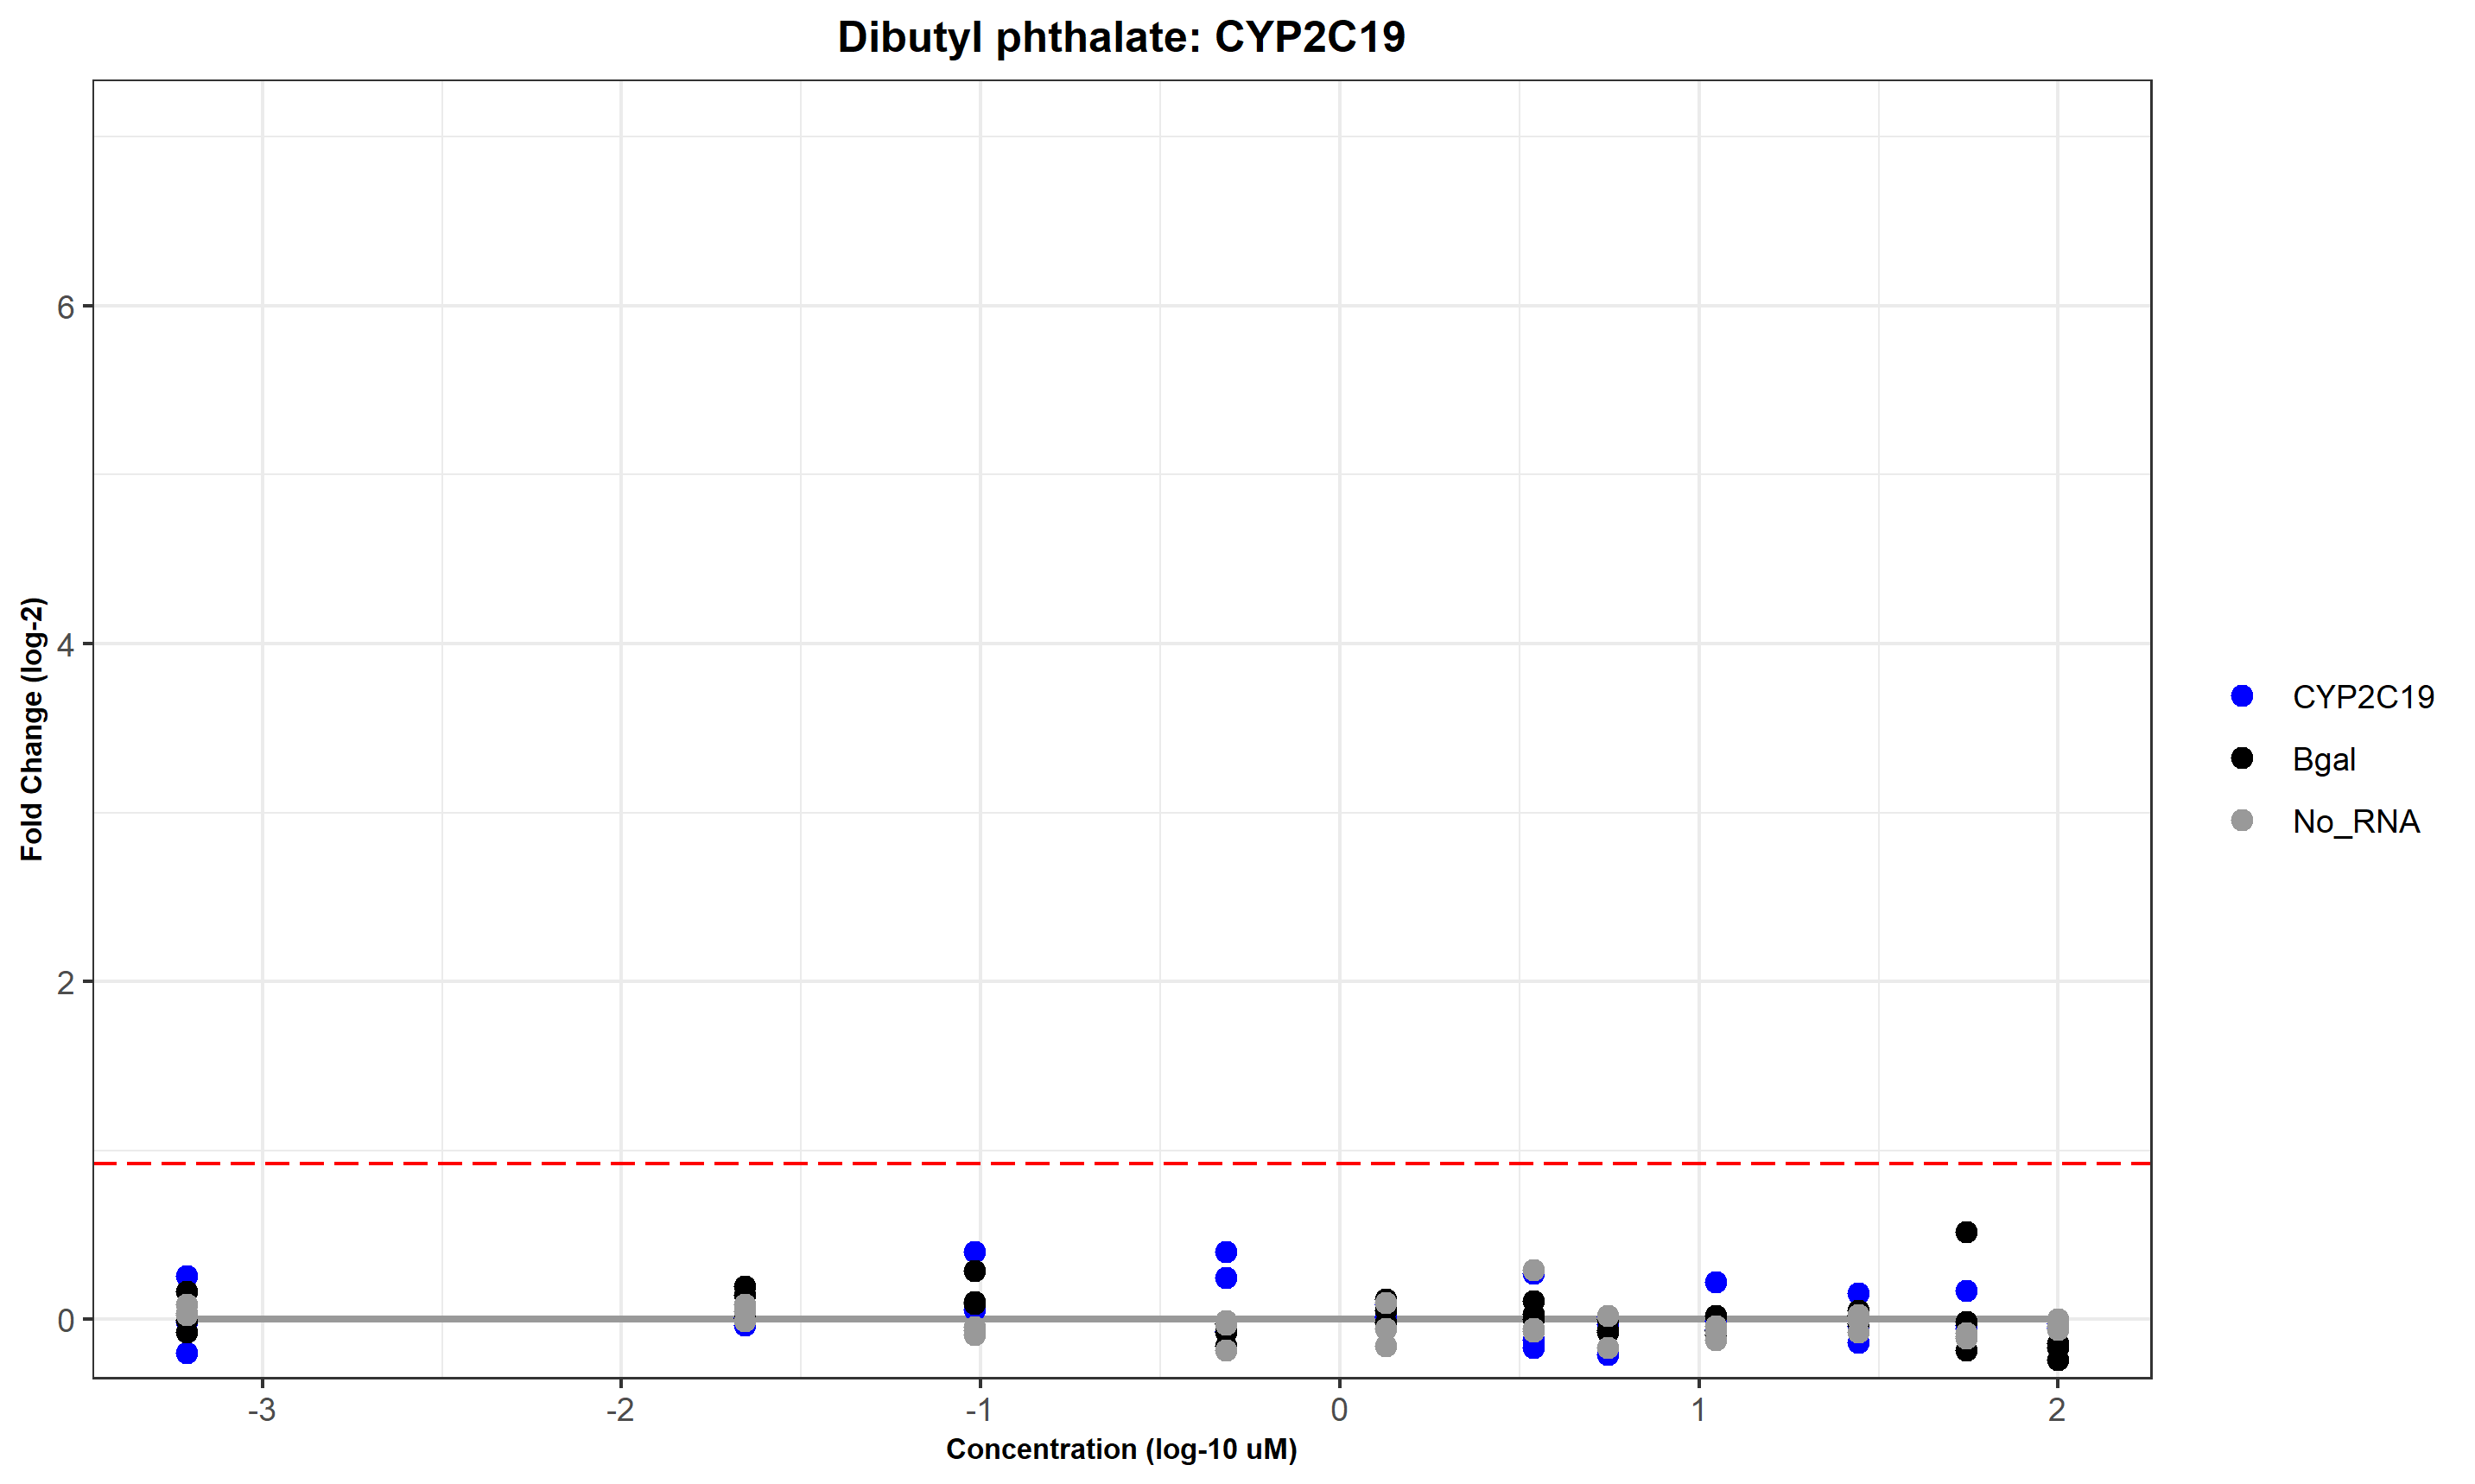 Dibutyl phthalate: CYP2C19
Fold Change (log-2)
6
4
2
0
-3
-2
-1
0
1
2
Concentration (log-10 uM)
CYP2C19
Bgal
No_RNA